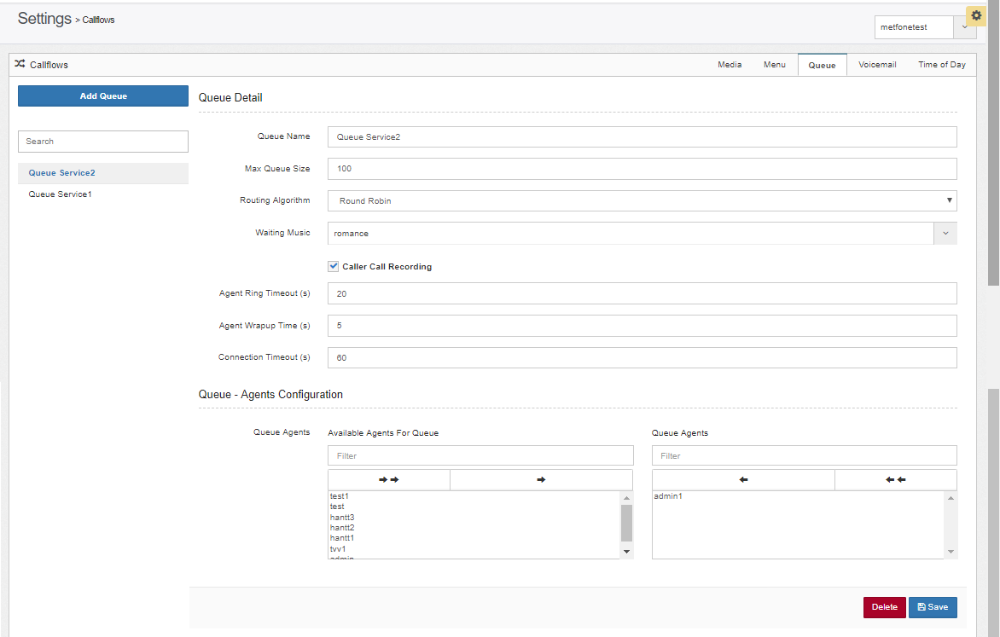 Settings > Callflows
metfonetest
Callflows
Media Menu Queue Voicemail Time of Day
Add Queue
Search
Queue Service2
Queue Service1
Queue Detail
Queue Name Queue Service2
Max Queue Size 100
Routing Algorithm Round Robin
Waiting Music romance
Caller Call Recording
Agent Ring Timeout (s) 20
Agent Wrapup Time (s) 5
Connection Timeout (s) 60
Queue - Agents Configuration
Queue Agents Available Agents For Queue Queue Agents
Filter Filter
test1
test
hantt3
hantt2
hantt1
tvv1
admin
admin1
Delete Save